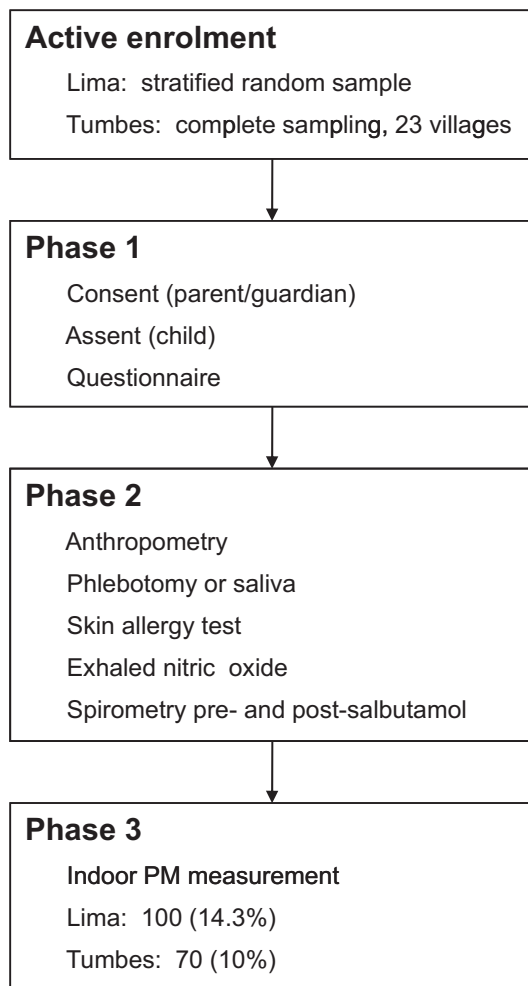 Active enrolment
Lima: stratified random sample
Tumbes: complete sampling, 23 villages
Phase 1
Consent (parent/guardian)
Assent (child)
Questionnaire
Phase 2
Anthropometry
Phlebotomy or saliva
Skin allergy test
Exhaled nitric oxide
Spirometry pre- and post-salbutamol
Phase 3
Indoor PM measurement
Lima: 100 (14.3%)
Tumbes: 70 (10%)